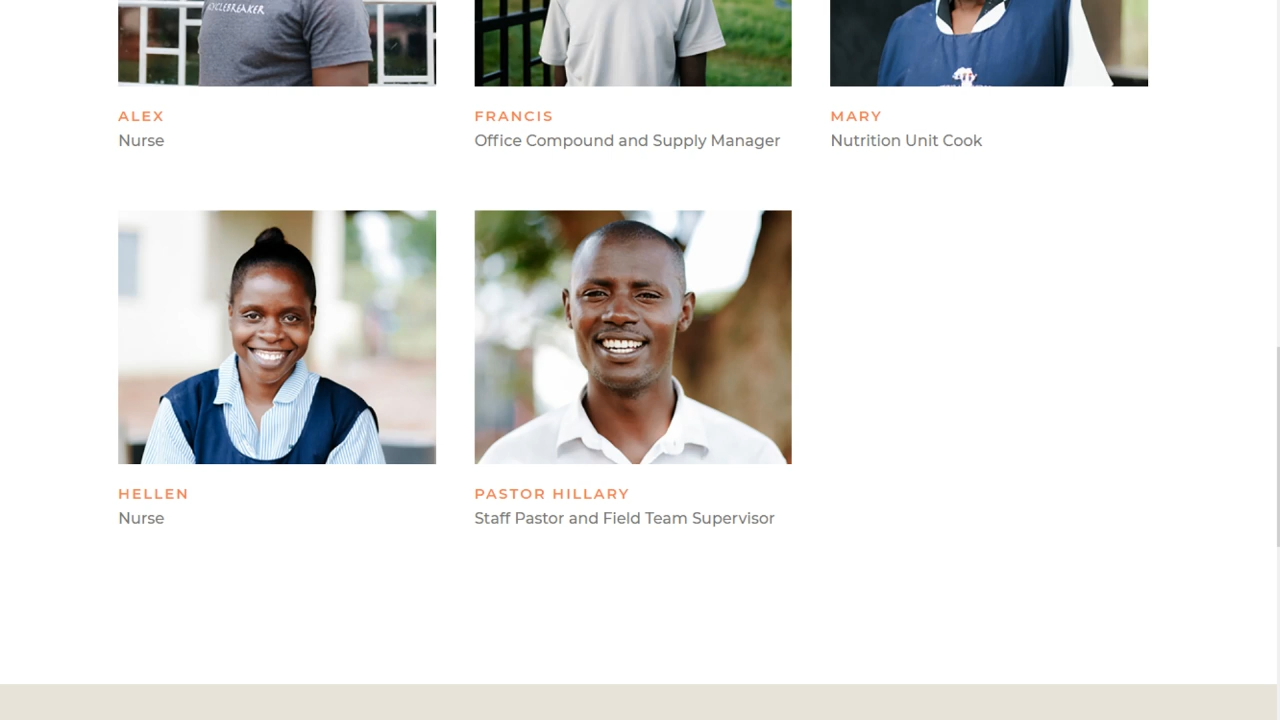 CYCLEBREAKER
ALEX
Nurse
FRANCIS
Office Compound and Supply Manager
MARY
Nutrition Unit Cook
HELLEN
Nurse
PASTOR HILLARY
Staff Pastor and Field Team Supervisor